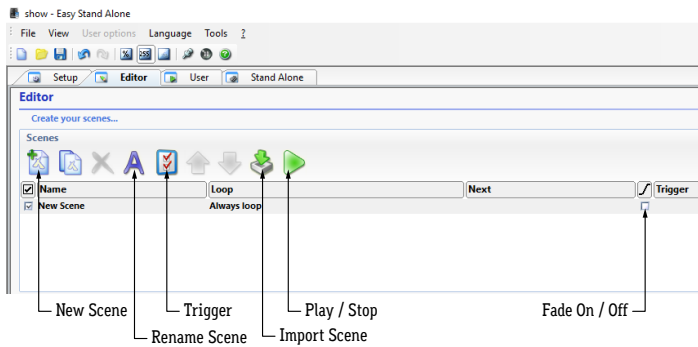 show - Easy Stand Alone
File View User options Language Tools ?
% 255
Setup Editor User Stand Alone
Editor
Create your scenes...
Scenes
Name Loop Next Trigger
New Scene Always loop
New Scene Trigger Play / Stop Fade On / Off
Rename Scene Import Scene